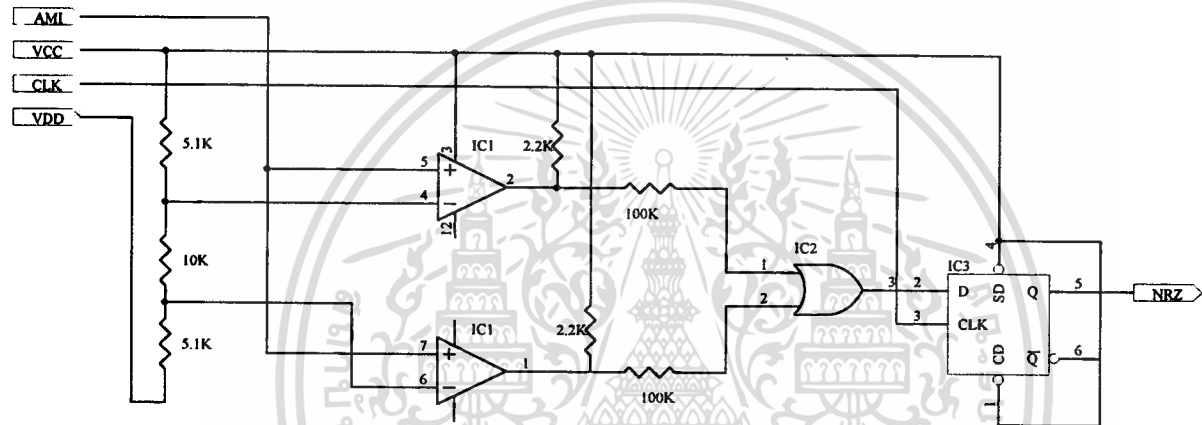 AMI
VCC
CLK
VDD
5.1K
10K
5.1K
IC1
3
5
+
4
−
2
12
2.2K
100K
IC1
7
+
6
−
1
2.2K
100K
IC2
1
2
3
IC3
2
D
3
CLK
4
SD
CD
1
Q
5
Q
6
NRZ